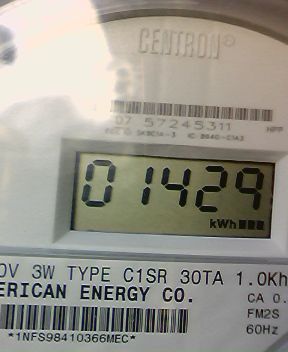 CENTRON®
07 57245311
HPP
01429
kWh
0V 3W TYPE C1SR 30TA 1.0Kh
ERICAN ENERGY CO.
CA 0.
FM2S
60Hz
*1NFS98410366MEC*